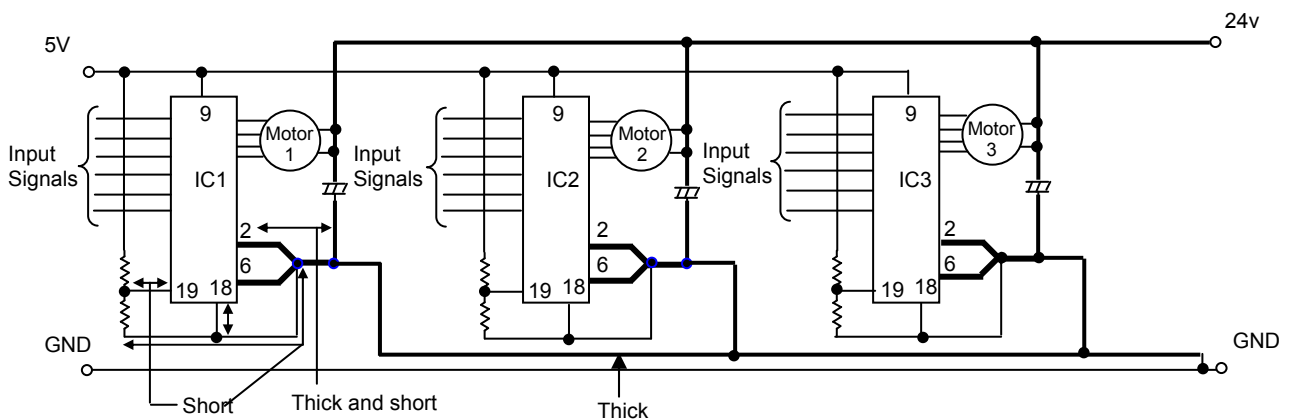 24v
5V
9
Motor
1
Input
Signals
IC1
2
6
19
18
9
Motor
2
Input
Signals
IC2
2
6
19
18
9
Motor
3
Input
Signals
IC3
2
6
19
18
GND
GND
Short
Thick and short
Thick